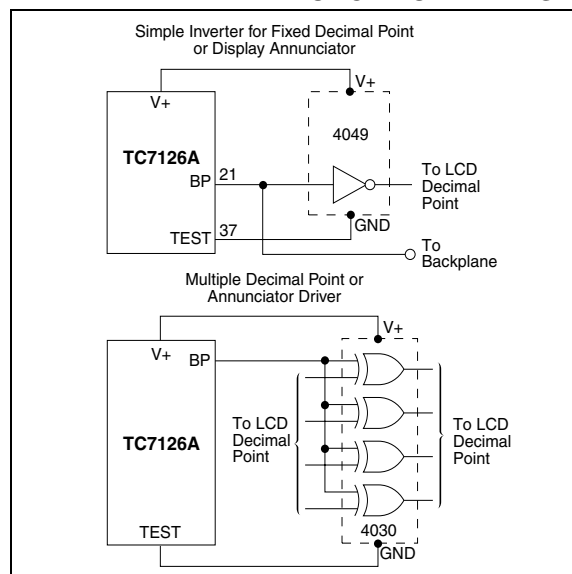 Simple Inverter for Fixed Decimal Point
or Display Annunciator
V+
V+
4049
TC7126A
BP
21
To LCD
Decimal
Point
TEST
37
GND
To
Backplane
Multiple Decimal Point or
Annunciator Driver
V+
V+
BP
To LCD
Decimal
Point
To LCD
Decimal
Point
TC7126A
TEST
4030
GND